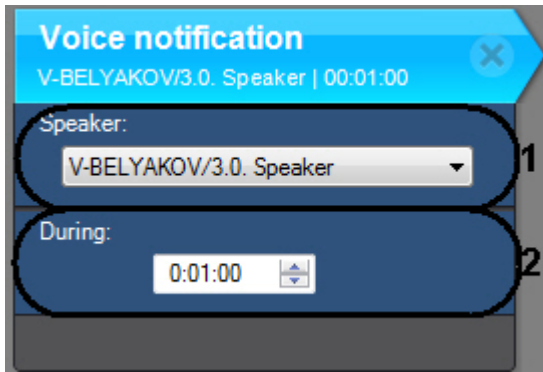 Voice notification
V-BELYAKOV/3.0. Speaker | 00:01:00
Speaker:
V-BELYAKOV/3.0. Speaker
1
During:
0:01:00
2